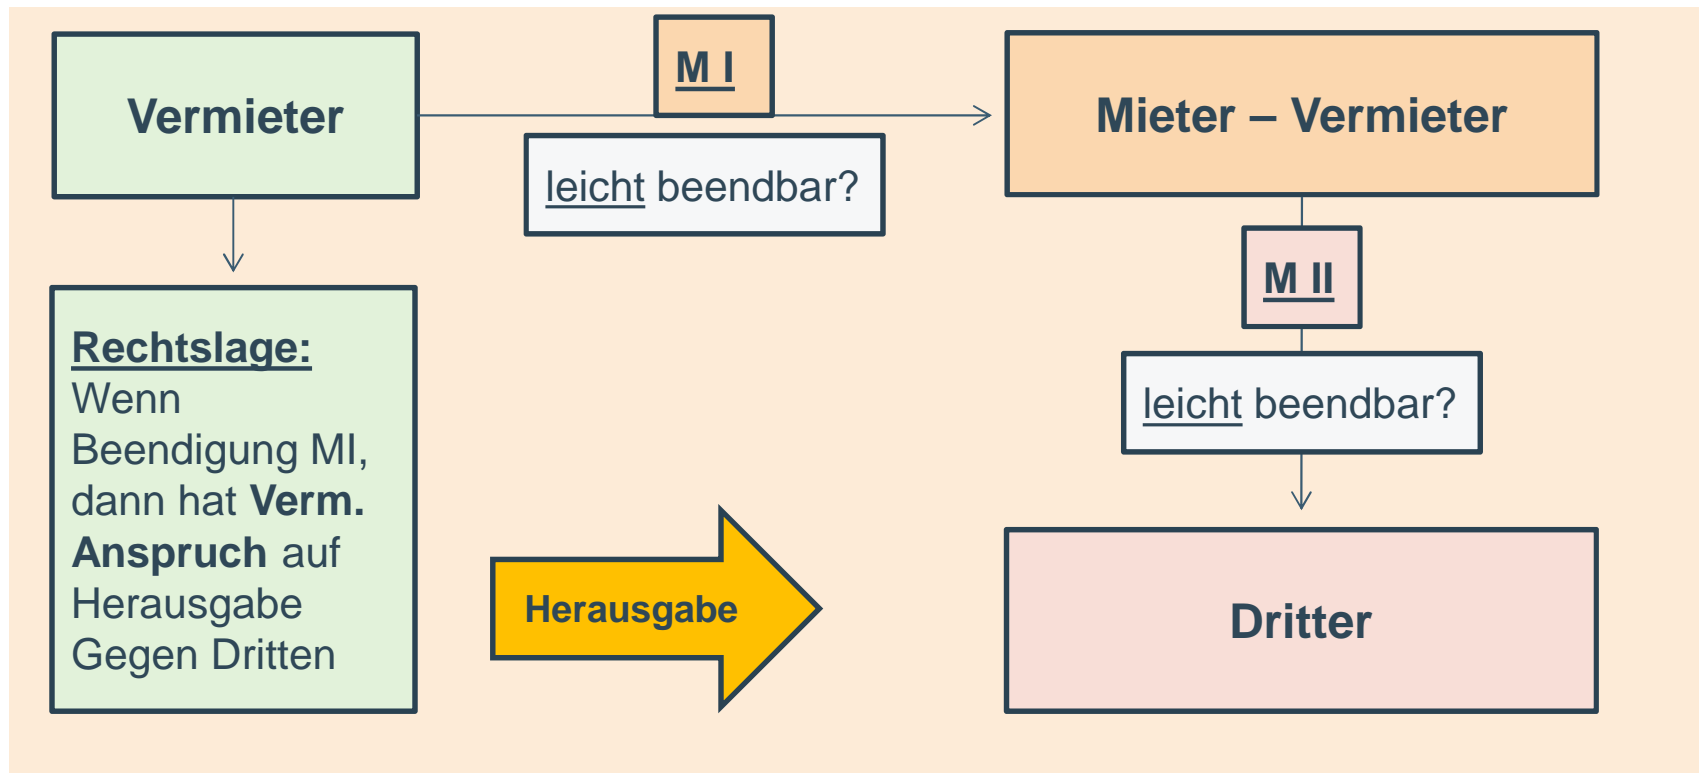 Vermieter
M I
leicht beendbar?
Mieter – Vermieter
M II
leicht beendbar?
Rechtslage:
Wenn
Beendigung MI,
dann hat Verm.
Anspruch auf
Herausgabe
Gegen Dritten
Herausgabe
Dritter